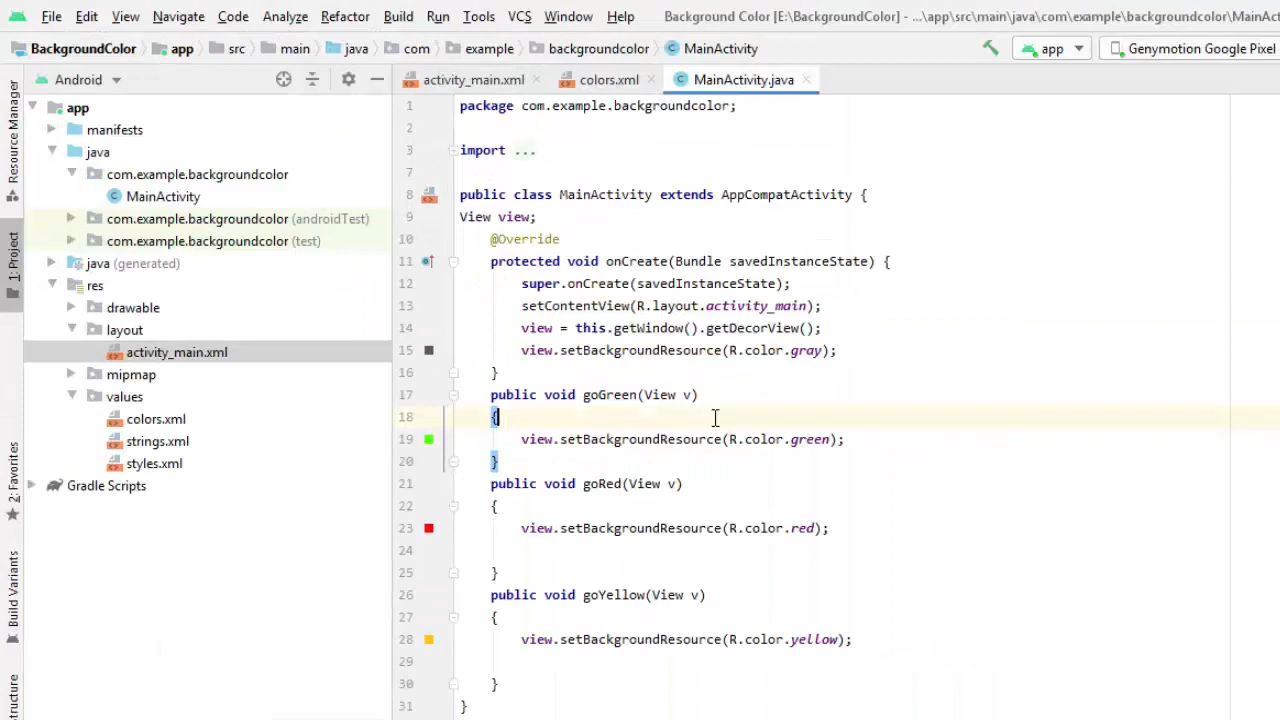 File Edit View Navigate Code Analyze Refactor Build Run Tools VCS Window Help Background Color [E:\BackgroundColor] - ...\app\src\main\java\com\example\backgroundcolor\MainAct
BackgroundColor app src main java com example backgroundcolor MainActivity app Genymotion Google Pixel
Android activity_main.xml colors.xml MainActivity.java
Resource Manager
1: Project
2: Favorites
Build Variants
app
manifests
java
com.example.backgroundcolor
MainActivity
com.example.backgroundcolor (androidTest)
com.example.backgroundcolor (test)
java (generated)
res
drawable
layout
activity_main.xml
mipmap
values
colors.xml
strings.xml
styles.xml
Gradle Scripts
1 package com.example.backgroundcolor;
2
3 import ...
7
8 public class MainActivity extends AppCompatActivity {
9 View view;
10 @Override
11 protected void onCreate(Bundle savedInstanceState) {
12 super.onCreate(savedInstanceState);
13 setContentView(R.layout.activity_main);
14 view = this.getWindow().getDecorView();
15 view.setBackgroundResource(R.color.gray);
16 }
17 public void goGreen(View v)
18 {
19 view.setBackgroundResource(R.color.green);
20 }
21 public void goRed(View v)
22 {
23 view.setBackgroundResource(R.color.red);
24
25 }
26 public void goYellow(View v)
27 {
28 view.setBackgroundResource(R.color.yellow);
29
30 }
31 }